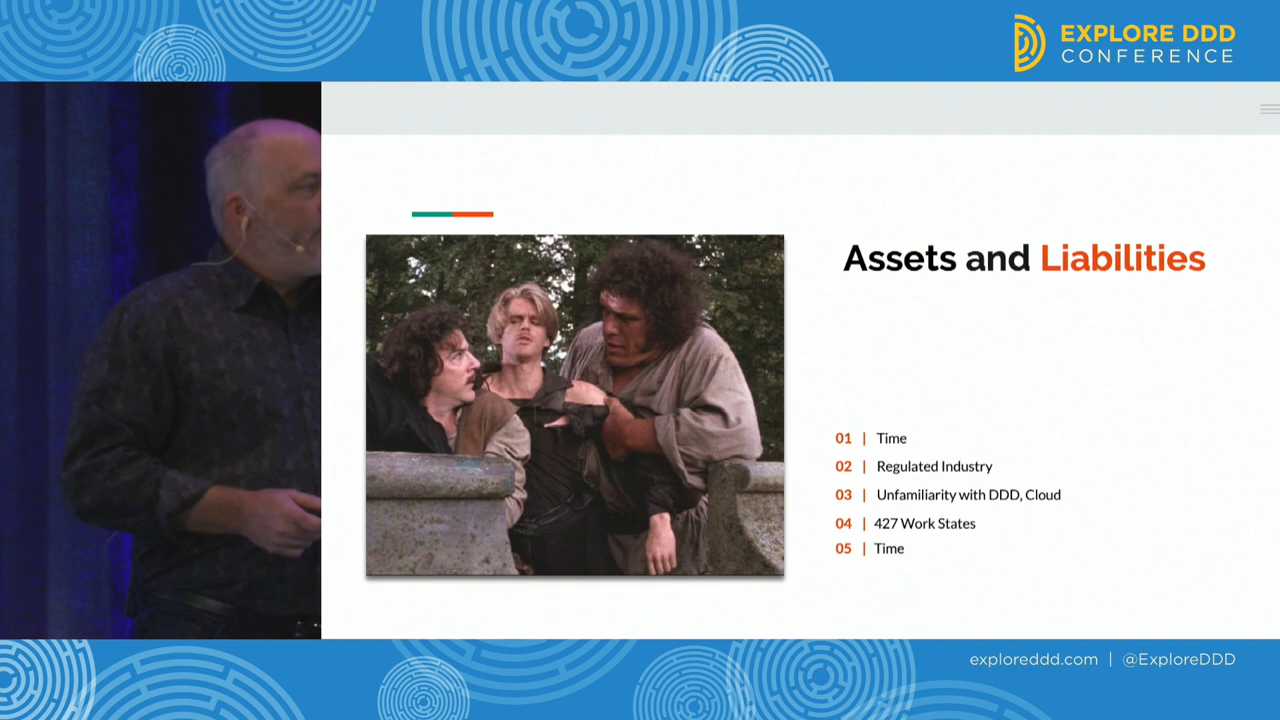 EXPLORE DDD
CONFERENCE
Assets and Liabilities
01 | Time
02 | Regulated Industry
03 | Unfamiliarity with DDD, Cloud
04 | 427 Work States
05 | Time
exploreddd.com | @ExploreDDD